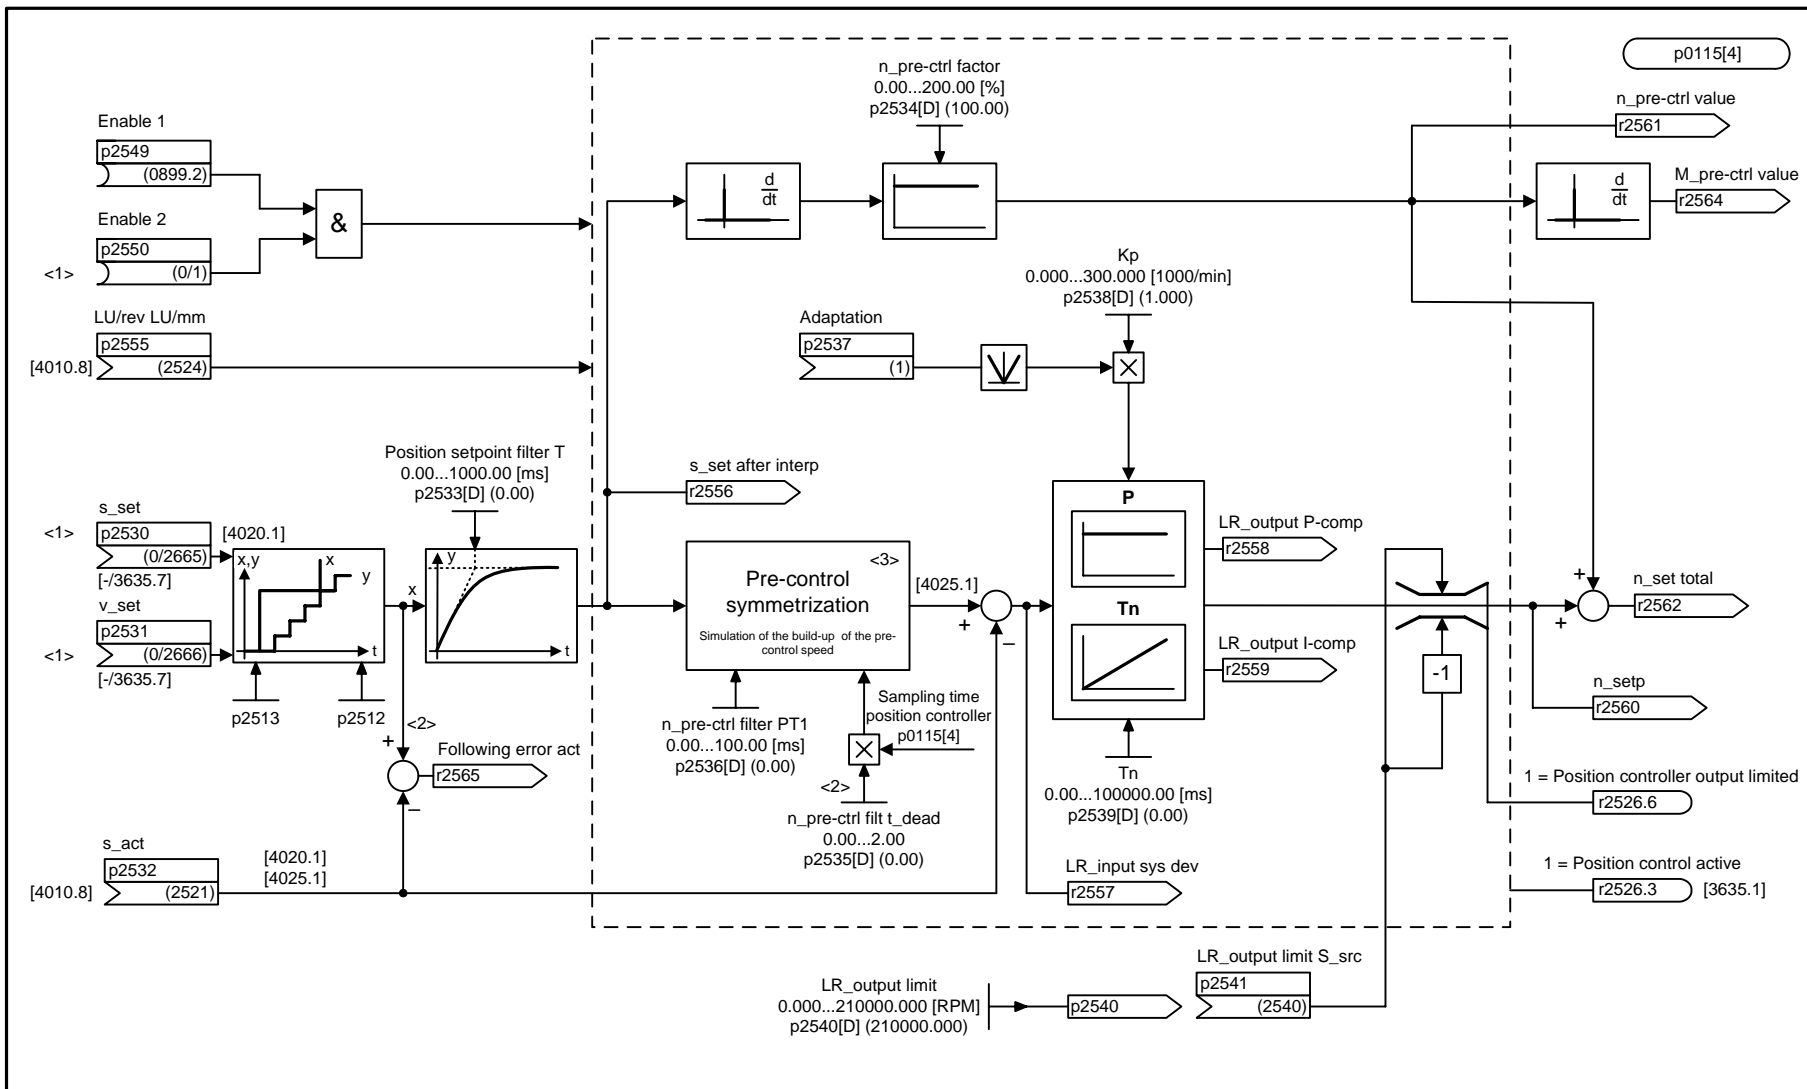 p0115[4]
n_pre-ctrl factor
0.00...200.00 [%]
p2534[D] (100.00)
n_pre-ctrl value
r2561
Enable 1
p2549
(0899.2)
Enable 2
p2550
<1>
(0/1)
&
d
dt
d
dt
M_pre-ctrl value
r2564
LU/rev LU/mm
p2555
[4010.8]
(2524)
Adaptation
p2537
(1)
Kp
0.000...300.000 [1000/min]
p2538[D] (1.000)
Position setpoint filter T
0.00...1000.00 [ms]
p2533[D] (0.00)
s_set after interp
r2556
s_set
<1>
p2530
[4020.1]
(0/2665)
[-/3635.7]
v_set
p2531
<1>
(0/2666)
[-/3635.7]
x,y
x
y
t
x
y
t
p2513
p2512
<3>
Pre-control
symmetrization
Simulation of the build-up of the pre-
control speed
[4025.1]
+
–
P
Tn
LR_output P-comp
r2558
LR_output I-comp
r2559
-1
+
+
n_set total
r2562
n_setp
r2560
<2>
+
–
Following error act
r2565
n_pre-ctrl filter PT1
0.00...100.00 [ms]
p2536[D] (0.00)
Sampling time
position controller
p0115[4]
<2>
n_pre-ctrl filt t_dead
0.00...2.00
p2535[D] (0.00)
Tn
0.00...100000.00 [ms]
p2539[D] (0.00)
1 = Position controller output limited
r2526.6
s_act
p2532
[4010.8]
(2521)
[4020.1]
[4025.1]
LR_input sys dev
r2557
1 = Position control active
r2526.3
[3635.1]
LR_output limit
0.000...210000.000 [RPM]
p2540[D] (210000.000)
p2540
LR_output limit S_src
p2541
(2540)